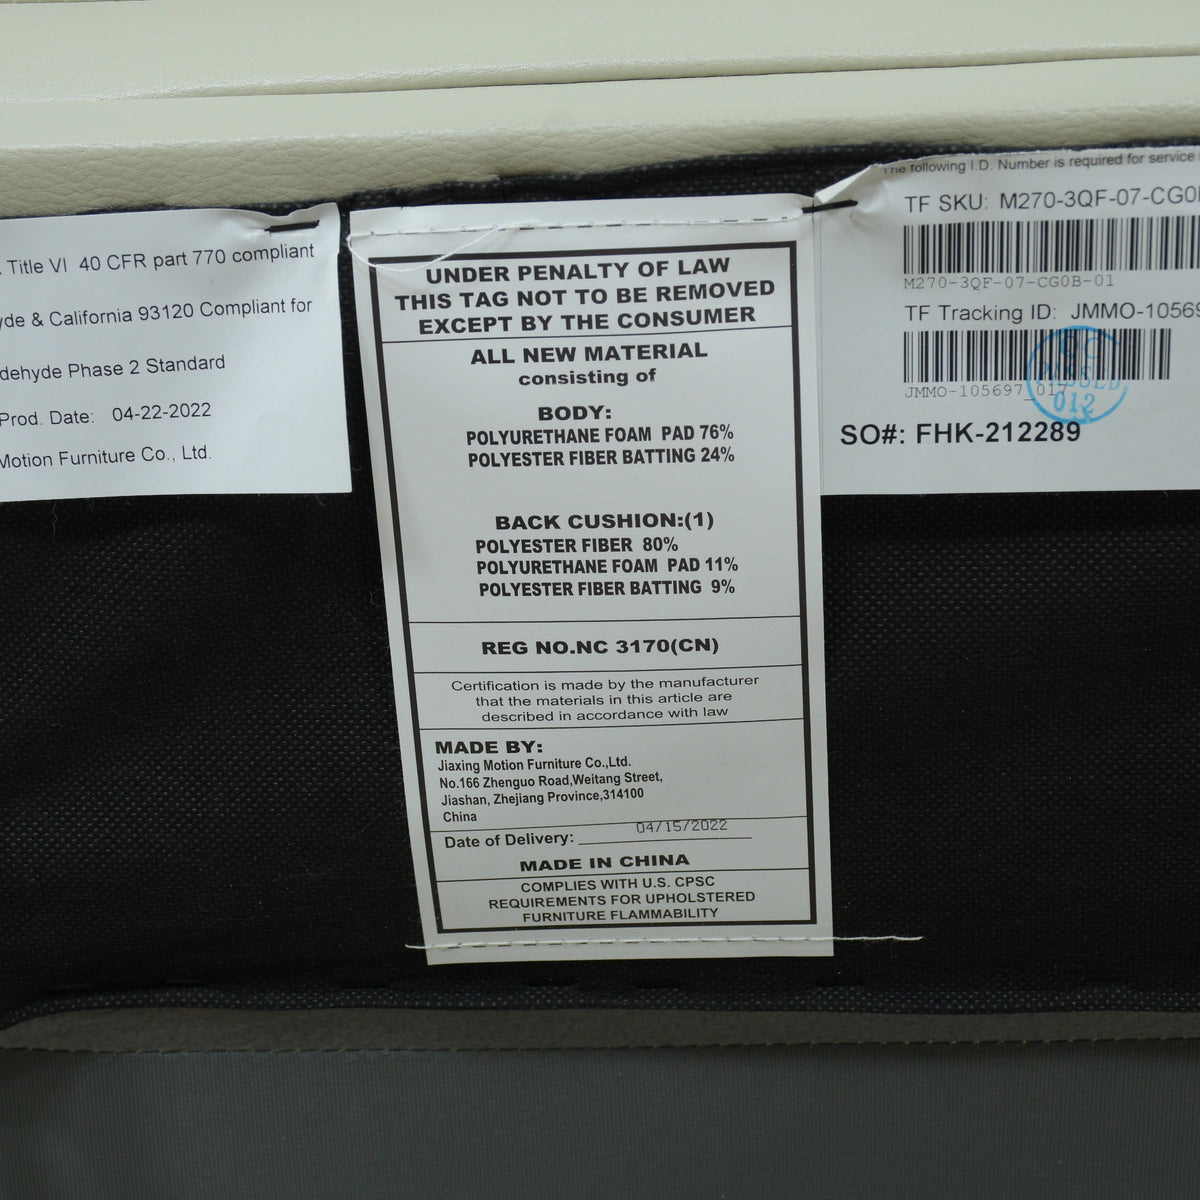 Title VI 40 CFR part 770 compliant
& California 93120 Compliant for
Phase 2 Standard
Prod. Date: 04-22-2022
Motion Furniture Co., Ltd.
UNDER PENALTY OF LAW
THIS TAG NOT TO BE REMOVED
EXCEPT BY THE CONSUMER
ALL NEW MATERIAL
consisting of
BODY:
POLYURETHANE FOAM PAD 76%
POLYESTER FIBER BATTING 24%
BACK CUSHION:(1)
POLYESTER FIBER 80%
POLYURETHANE FOAM PAD 11%
POLYESTER FIBER BATTING 9%
REG NO.NC 3170(CN)
Certification is made by the manufacturer
that the materials in this article are
described in accordance with law
MADE BY:
Jiaxing Motion Furniture Co.,Ltd.
No.166 Zhenguo Road,Weitang Street,
Jiashan, Zhejiang Province,314100
China
Date of Delivery: 04/15/2022
MADE IN CHINA
COMPLIES WITH U.S. CPSC
REQUIREMENTS FOR UPHOLSTERED
FURNITURE FLAMMABILITY
The following I.D. Number is required for service
TF SKU: M270-3QF-07-CG0B
M270-3QF-07-CG0B-01
TF Tracking ID: JMMO-10569
JMMO-105697_017
QC
PASSED
012
SO#: FHK-212289